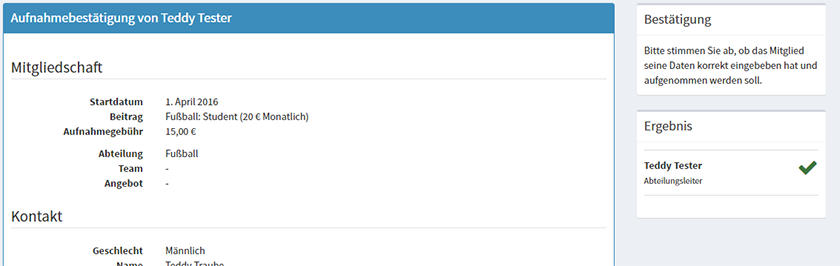 Aufnahmebestätigung von Teddy Tester
Mitgliedschaft
Startdatum 1. April 2016
Beitrag Fußball: Student (20 € Monatlich)
Aufnahmegebühr 15,00 €
Abteilung Fußball
Team -
Angebot -
Kontakt
Geschlecht Männlich
Name Teddy Traube
Bestätigung
Bitte stimmen Sie ab, ob das Mitglied
seine Daten korrekt eingebeben hat und
aufgenommen werden soll.
Ergebnis
Teddy Tester
Abteilungsleiter